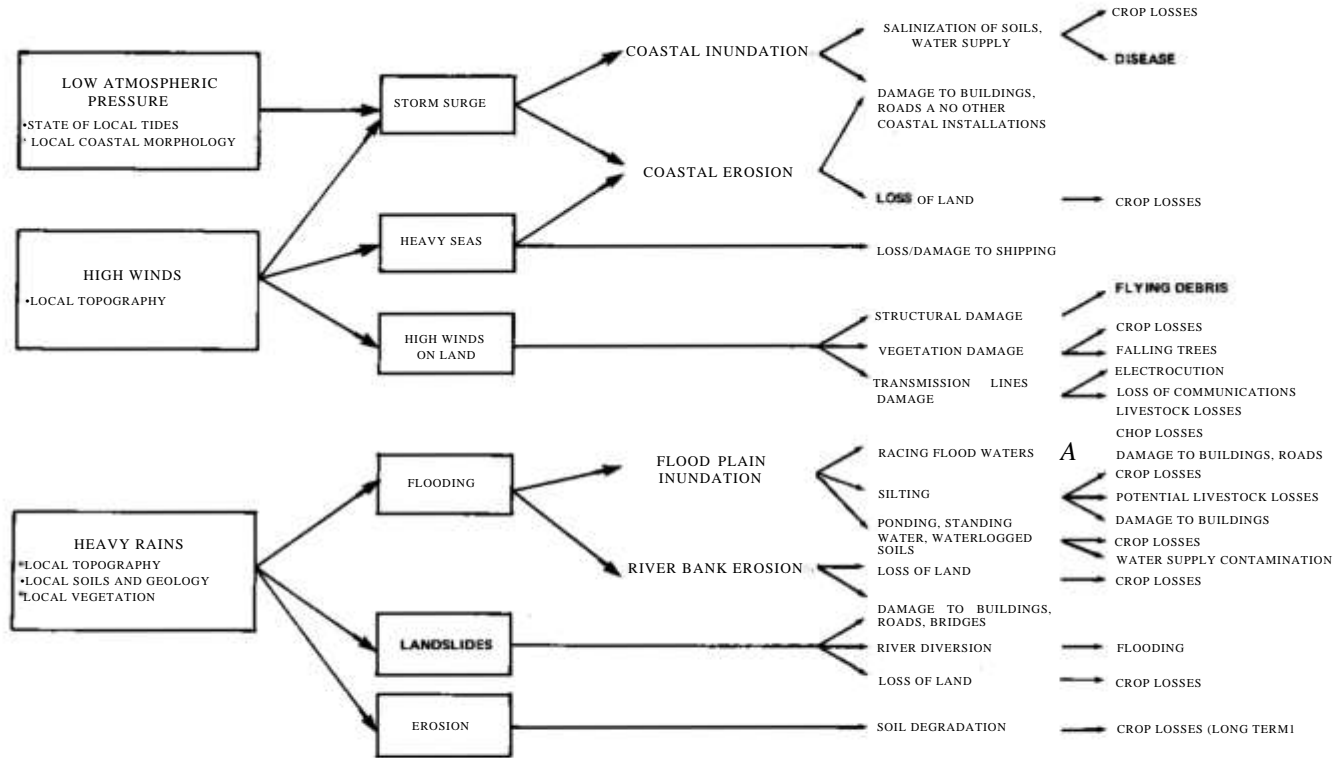 LOW ATMOSPHERIC
PRESSURE
•STATE OF LOCAL TIDES
' LOCAL COASTAL MORPHOLOGY
HIGH WINDS
•LOCAL TOPOGRAPHY
HEAVY RAINS
*LOCAL TOPOGRAPHY
•LOCAL SOILS AND GEOLOGY
*LOCAL VEGETATION
STORM SURGE
HEAVY SEAS
HIGH WINDS
ON LAND
FLOODING
LANDSLIDES
EROSION
COASTAL INUNDATION
COASTAL EROSION
FLOOD PLAIN
INUNDATION
RIVER BANK EROSION
SALINIZATION OF SOILS,
WATER SUPPLY
DAMAGE TO BUILDINGS,
ROADS A NO OTHER
COASTAL INSTALLATIONS
LOSS OF LAND
LOSS/DAMAGE TO SHIPPING
STRUCTURAL DAMAGE
VEGETATION DAMAGE
TRANSMISSION LINES
DAMAGE
RACING FLOOD WATERS
SILTING
PONDING, STANDING
WATER, WATERLOGGED
SOILS
LOSS OF LAND
DAMAGE TO BUILDINGS,
ROADS, BRIDGES
RIVER DIVERSION
LOSS OF LAND
SOIL DEGRADATION
A
CROP LOSSES
DISEASE
CROP LOSSES
FLYING DEBRIS
CROP LOSSES
FALLING TREES
ELECTROCUTION
LOSS OF COMMUNICATIONS
LIVESTOCK LOSSES
CHOP LOSSES
DAMAGE TO BUILDINGS, ROADS
CROP LOSSES
POTENTIAL LIVESTOCK LOSSES
DAMAGE TO BUILDINGS
CROP LOSSES
WATER SUPPLY CONTAMINATION
CROP LOSSES
FLOODING
CROP LOSSES
CROP LOSSES (LONG TERM1